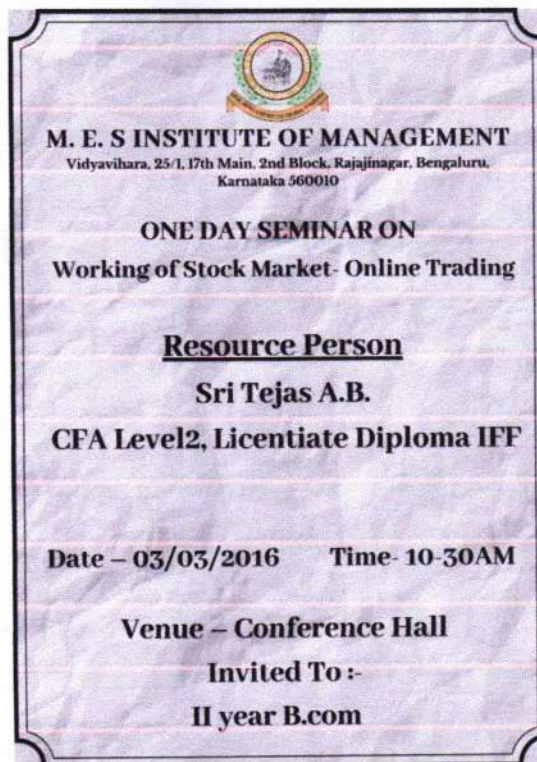 M. E. S INSTITUTE OF MANAGEMENT
Vidyavihara, 25/1, 17th Main, 2nd Block, Rajajinagar, Bengaluru,
Karnataka 560010
ONE DAY SEMINAR ON
Working of Stock Market- Online Trading
Resource Person
Sri Tejas A.B.
CFA Level2, Licentiate Diploma IFF
Date – 03/03/2016 Time- 10-30AM
Venue – Conference Hall
Invited To :-
II year B.com